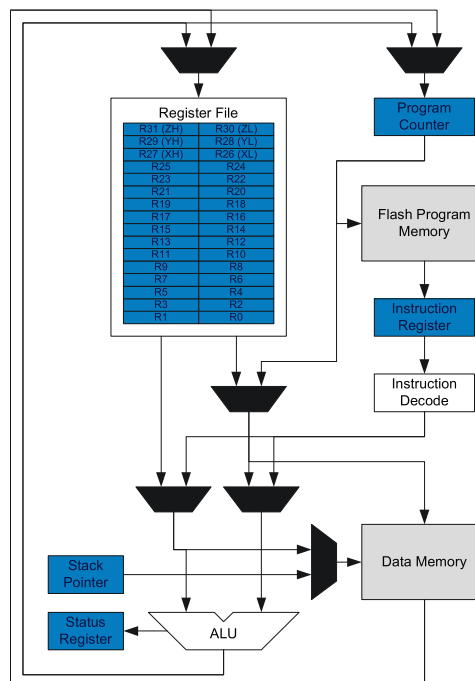 Register File
R31 (ZH) R30 (ZL)
R29 (YH) R28 (YL)
R27 (XH) R26 (XL)
R25 R24
R23 R22
R21 R20
R19 R18
R17 R16
R15 R14
R13 R12
R11 R10
R9 R8
R7 R6
R5 R4
R3 R2
R1 R0
Program
Counter
Flash Program
Memory
Instruction
Register
Instruction
Decode
Data Memory
Stack
Pointer
Status
Register
ALU